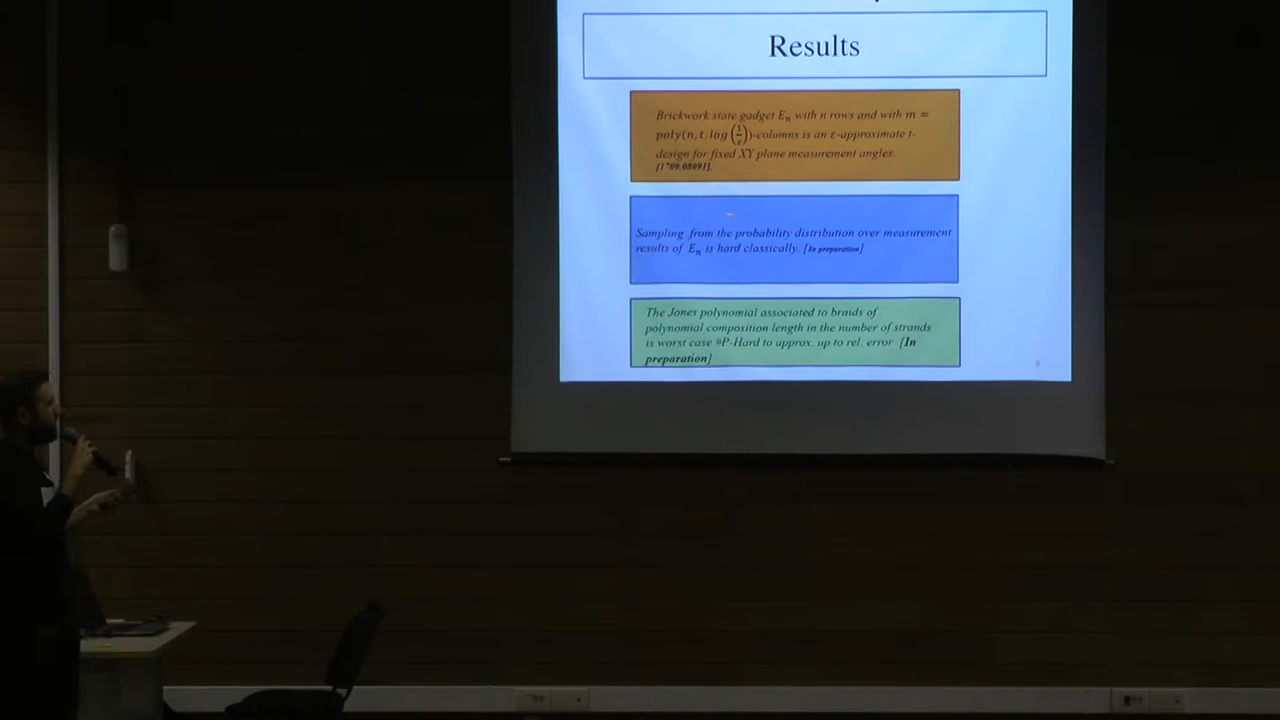 Results
Brickwork state gadget Eₙ with n rows and with m =
poly(n, t, log(1/ε))-columns is an ε-approximate t-
design for fixed XY plane measurement angles.
Sampling from the probability distribution over measurement
results of Eₙ is hard classically. [In preparation]
The Jones polynomial associated to braids of
polynomial composition length in the number of strands
is worst case #P-Hard to approx. up to rel. error [In
preparation]
9